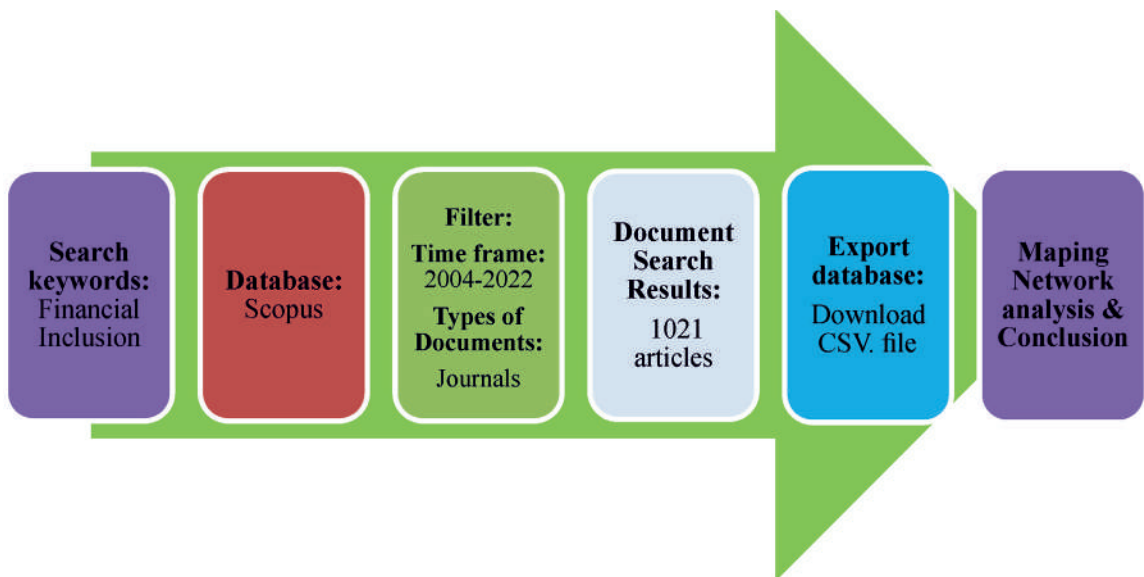 Search
keywords:
Financial
Inclusion
Database:
Scopus
Filter:
Time frame:
2004-2022
Types of
Documents:
Journals
Document
Search
Results:
1021
articles
Export
database:
Download
CSV. file
Maping
Network
analysis &
Conclusion